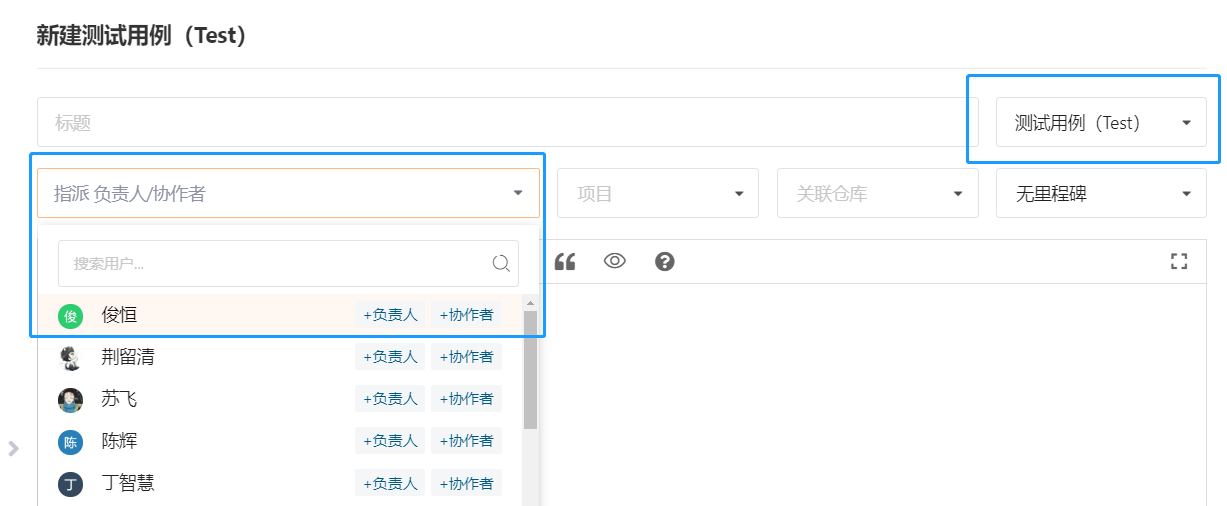 新建测试用例（Test）
标题
测试用例（Test）
指派 负责人/协作者
项目
关联仓库
无里程碑
搜索用户...
俊 俊恒 +负责人 +协作者
荆留清 +负责人 +协作者
苏飞 +负责人 +协作者
陈 陈辉 +负责人 +协作者
丁 丁智慧 +负责人 +协作者